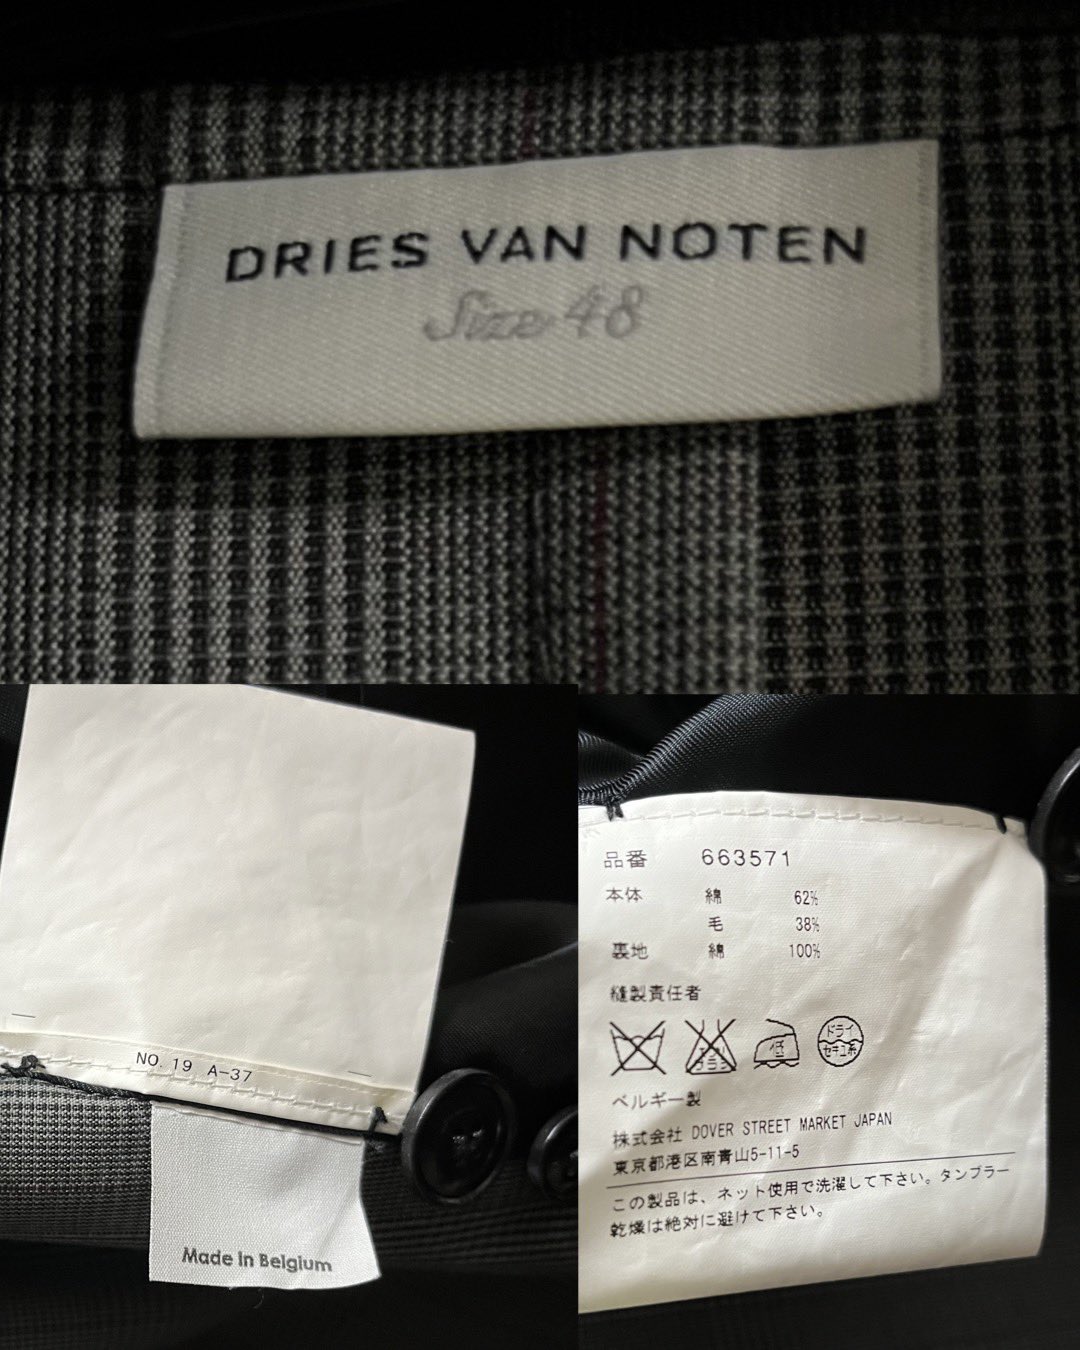 DRIES VAN NOTEN
Size 48
NO. 19 A-37
Made in Belgium
品番 663571
本体 綿 62%
毛 38%
裏地 綿 100%
縫製責任者
低 ドライ
セキユ系
ベルギー製
株式会社 DOVER STREET MARKET JAPAN
東京都港区南青山5-11-5
この製品は、ネット使用で洗濯して下さい。タンブラー
乾燥は絶対に避けて下さい。